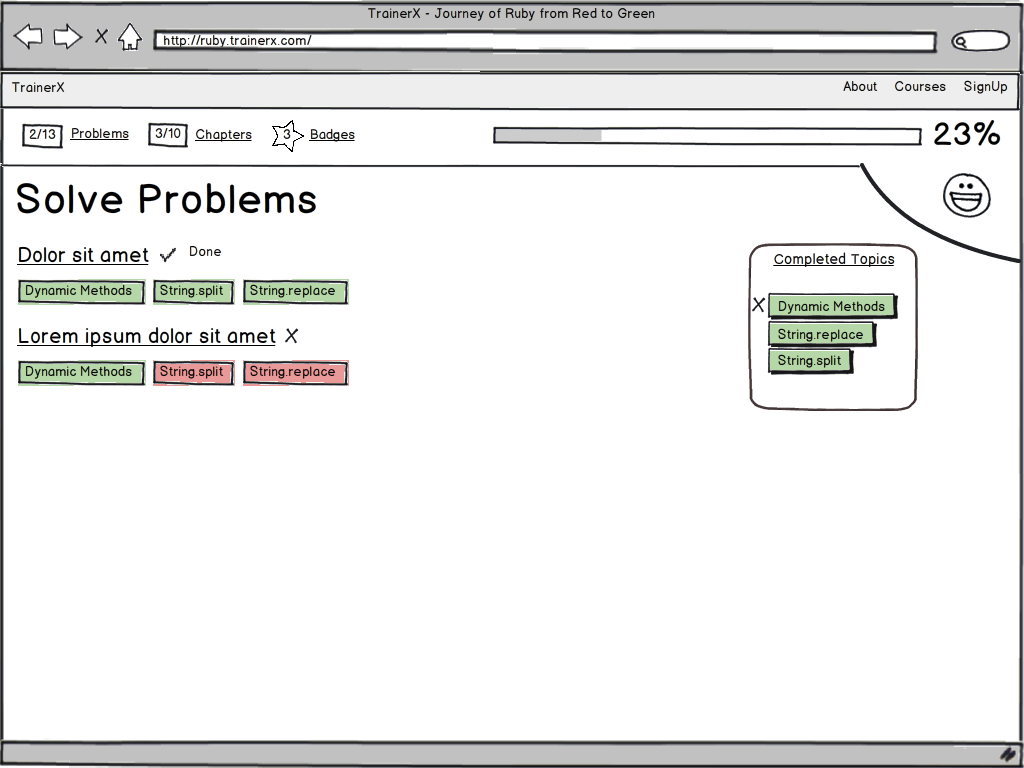 TrainerX - Journey of Ruby from Red to Green
http://ruby.trainerx.com/
TrainerX About Courses SignUp
2/13 Problems 3/10 Chapters 3 Badges 23%
Solve Problems
Dolor sit amet Done
Dynamic Methods String.split String.replace
Lorem ipsum dolor sit amet
Dynamic Methods String.split String.replace
Completed Topics
Dynamic Methods
String.replace
String.split